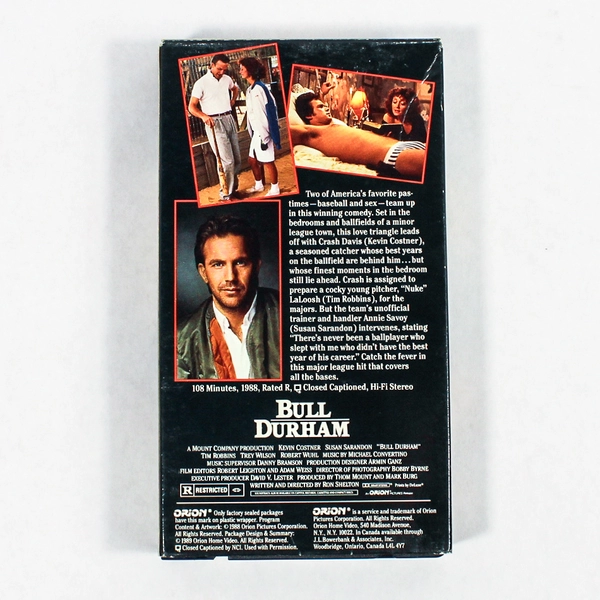 Two of America's favorite pas-
times—baseball and sex—team up
in this winning comedy. Set in the
bedrooms and ballfields of a minor
league town, this love triangle leads
off with Crash Davis (Kevin Costner),
a seasoned catcher whose best years
on the ballfield are behind him...but
whose finest moments in the bedroom
still lie ahead. Crash is assigned to
prepare a cocky young pitcher, "Nuke"
LaLoosh (Tim Robbins), for the
majors. But the team's unofficial
trainer and handler Annie Savoy
(Susan Sarandon) intervenes, stating
"There's never been a ballplayer who
slept with me who didn't have the best
year of his career." Catch the fever in
this major league hit that covers
all the bases.
108 Minutes, 1988, Rated R, Closed Captioned, Hi-Fi Stereo
BULL
DURHAM
A MOUNT COMPANY PRODUCTION KEVIN COSTNER SUSAN SARANDON "BULL DURHAM"
TIM ROBBINS TREY WILSON ROBERT WUHL MUSIC BY MICHAEL CONVERTINO
MUSIC SUPERVISOR DANNY BRAMSON PRODUCTION DESIGNER ARMIN GANZ
FILM EDITORS ROBERT LEIGHTON AND ADAM WEISS DIRECTOR OF PHOTOGRAPHY BOBBY BYRNE
EXECUTIVE PRODUCER DAVID V. LESTER PRODUCED BY THOM MOUNT AND MARK BURG
WRITTEN AND DIRECTED BY RON SHELTON Prints by DeLuxe
R RESTRICTED
AN ORION PICTURES Release
ORION Only factory sealed packages
have this mark on plastic wrapper. Program
Content & Artwork: © 1988 Orion Pictures Corporation.
All Rights Reserved. Package Design & Summary:
© 1989 Orion Home Video. All Rights Reserved.
Closed Captioned by NCI. Used with Permission.
ORION is a service and trademark of Orion
Pictures Corporation. All Rights Reserved.
Orion Home Video, 540 Madison Avenue,
N.Y., N.Y. 10022. In Canada available through
J.L. Bowerbank & Associates, Inc.
Woodbridge, Ontario, Canada L4L 4Y7